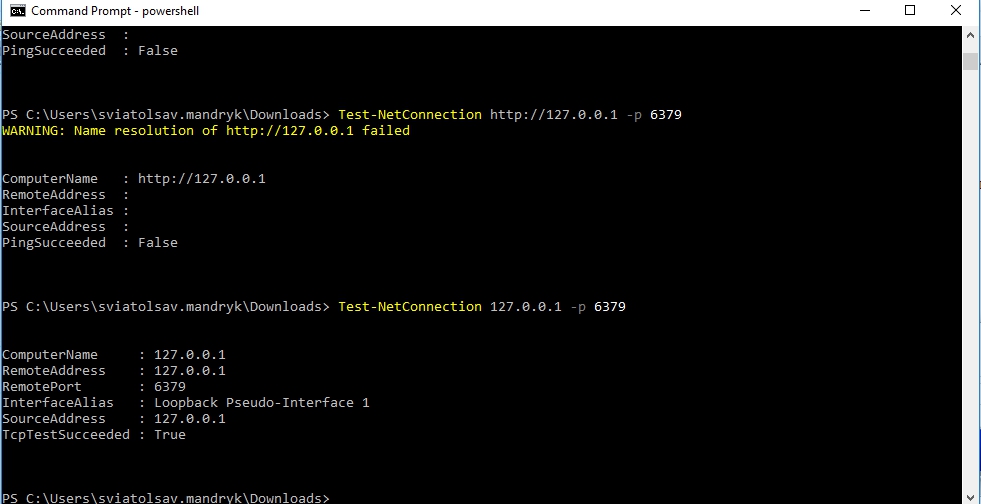 Command Prompt - powershell
SourceAddress  :
PingSucceeded  : False
PS C:\Users\sviatolsav.mandryk\Downloads> Test-NetConnection http://127.0.0.1 -p 6379
WARNING: Name resolution of http://127.0.0.1 failed
ComputerName   : http://127.0.0.1
RemoteAddress  :
InterfaceAlias :
SourceAddress  :
PingSucceeded  : False
PS C:\Users\sviatolsav.mandryk\Downloads> Test-NetConnection 127.0.0.1 -p 6379
ComputerName     : 127.0.0.1
RemoteAddress    : 127.0.0.1
RemotePort       : 6379
InterfaceAlias   : Loopback Pseudo-Interface 1
SourceAddress    : 127.0.0.1
TcpTestSucceeded : True
PS C:\Users\sviatolsav.mandryk\Downloads>